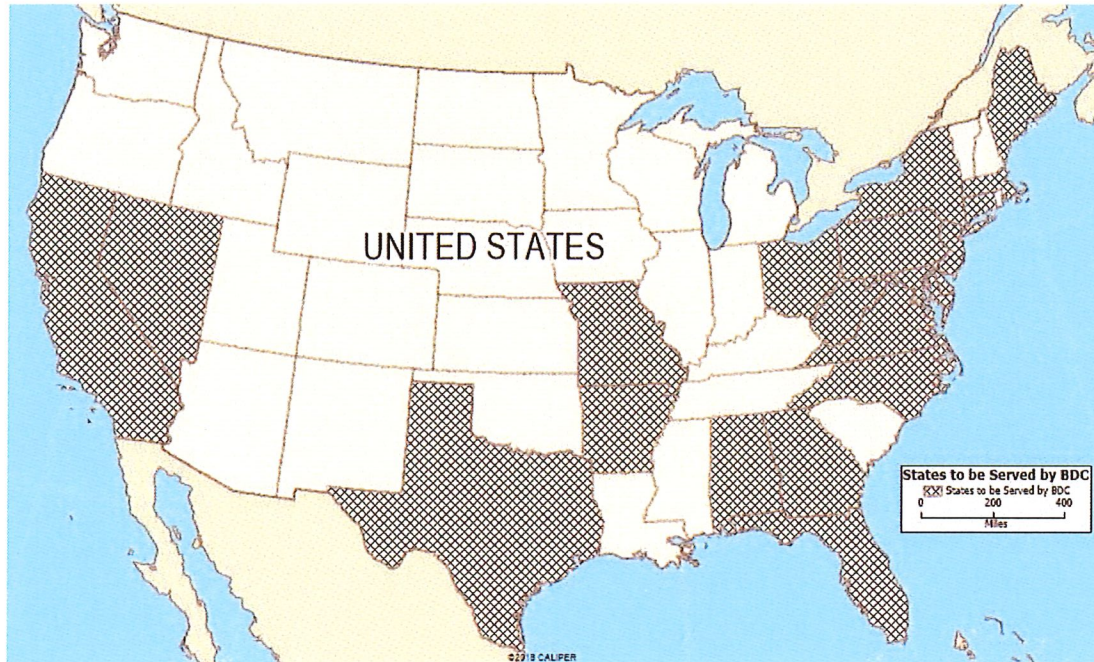 UNITED STATES
States to be Served by BDC
States to be Served by BDC
0 200 400
Miles
©2018 CALIPER